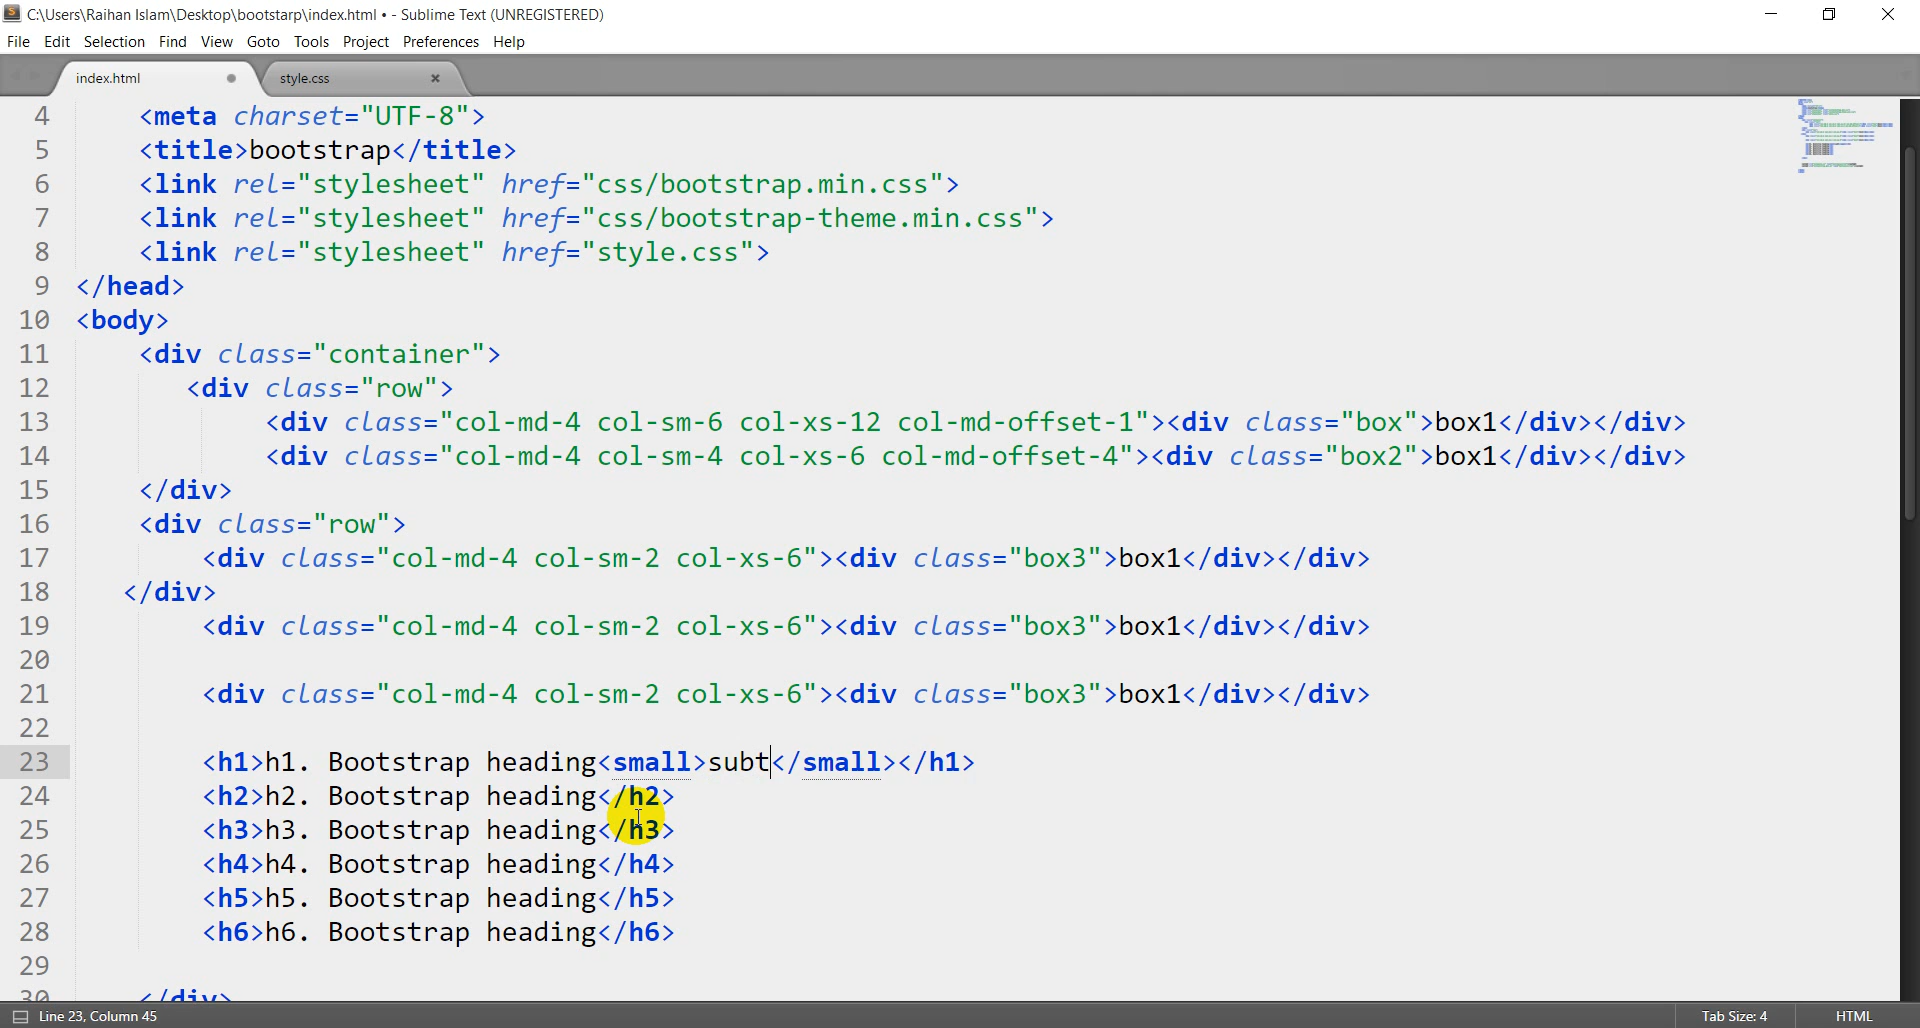 C:\Users\Raihan Islam\Desktop\bootstarp\index.html • - Sublime Text (UNREGISTERED)
File Edit Selection Find View Goto Tools Project Preferences Help
index.html style.css
4 <meta charset="UTF-8">
5 <title>bootstrap</title>
6 <link rel="stylesheet" href="css/bootstrap.min.css">
7 <link rel="stylesheet" href="css/bootstrap-theme.min.css">
8 <link rel="stylesheet" href="style.css">
9 </head>
10 <body>
11 <div class="container">
12 <div class="row">
13 <div class="col-md-4 col-sm-6 col-xs-12 col-md-offset-1"><div class="box">box1</div></div>
14 <div class="col-md-4 col-sm-4 col-xs-6 col-md-offset-4"><div class="box2">box1</div></div>
15 </div>
16 <div class="row">
17 <div class="col-md-4 col-sm-2 col-xs-6"><div class="box3">box1</div></div>
18 </div>
19 <div class="col-md-4 col-sm-2 col-xs-6"><div class="box3">box1</div></div>
20
21 <div class="col-md-4 col-sm-2 col-xs-6"><div class="box3">box1</div></div>
22
23 <h1>h1. Bootstrap heading<small>subt</small></h1>
24 <h2>h2. Bootstrap heading</h2>
25 <h3>h3. Bootstrap heading</h3>
26 <h4>h4. Bootstrap heading</h4>
27 <h5>h5. Bootstrap heading</h5>
28 <h6>h6. Bootstrap heading</h6>
29
30 </div>
Line 23, Column 45 Tab Size: 4 HTML